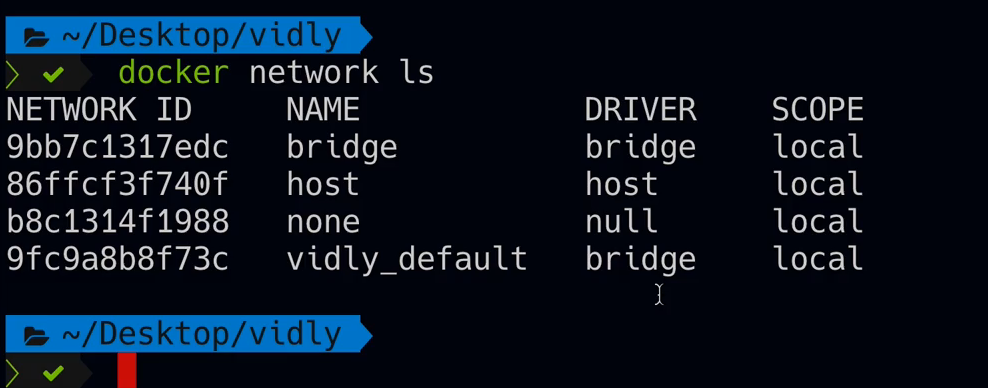 ~/Desktop/vidly
docker network ls
NETWORK ID NAME DRIVER SCOPE
9bb7c1317edc bridge bridge local
86ffcf3f740f host host local
b8c1314f1988 none null local
9fc9a8b8f73c vidly_default bridge local
~/Desktop/vidly